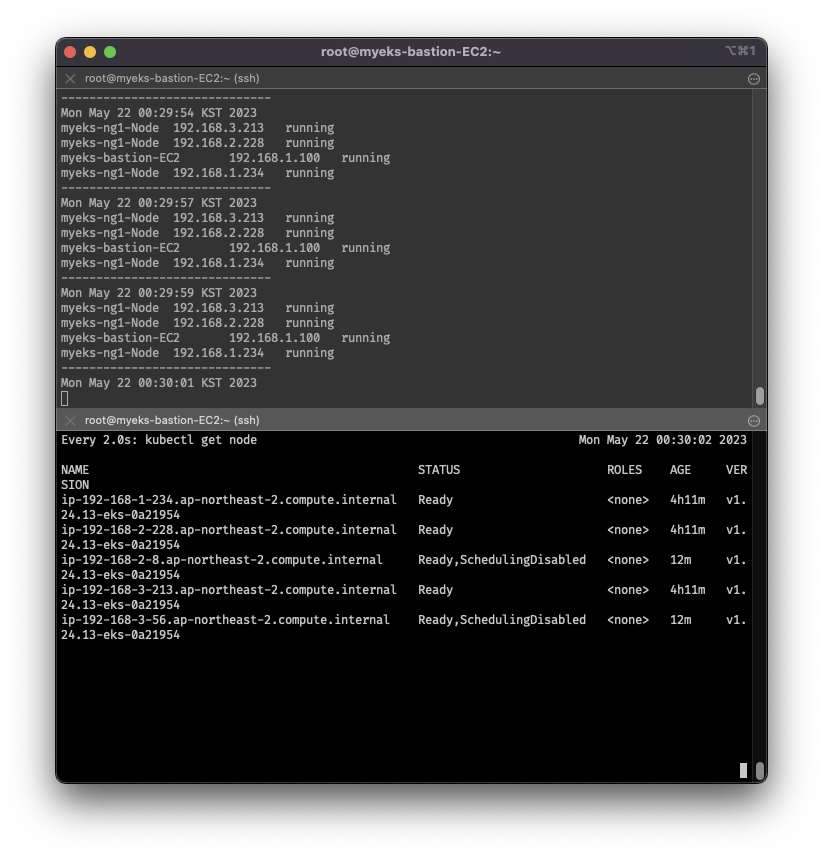 root@myeks-bastion-EC2:~
⌥⌘1
root@myeks-bastion-EC2:~ (ssh)
------------------------------
Mon May 22 00:29:54 KST 2023
myeks-ng1-Node  192.168.3.213   running
myeks-ng1-Node  192.168.2.228   running
myeks-bastion-EC2       192.168.1.100   running
myeks-ng1-Node  192.168.1.234   running
------------------------------
Mon May 22 00:29:57 KST 2023
myeks-ng1-Node  192.168.3.213   running
myeks-ng1-Node  192.168.2.228   running
myeks-bastion-EC2       192.168.1.100   running
myeks-ng1-Node  192.168.1.234   running
------------------------------
Mon May 22 00:29:59 KST 2023
myeks-ng1-Node  192.168.3.213   running
myeks-ng1-Node  192.168.2.228   running
myeks-bastion-EC2       192.168.1.100   running
myeks-ng1-Node  192.168.1.234   running
------------------------------
Mon May 22 00:30:01 KST 2023
root@myeks-bastion-EC2:~ (ssh)
Every 2.0s: kubectl get node                                              Mon May 22 00:30:02 2023
NAME                                               STATUS                     ROLES    AGE     VER
SION
ip-192-168-1-234.ap-northeast-2.compute.internal   Ready                      <none>   4h11m   v1.
24.13-eks-0a21954
ip-192-168-2-228.ap-northeast-2.compute.internal   Ready                      <none>   4h11m   v1.
24.13-eks-0a21954
ip-192-168-2-8.ap-northeast-2.compute.internal     Ready,SchedulingDisabled   <none>   12m     v1.
24.13-eks-0a21954
ip-192-168-3-213.ap-northeast-2.compute.internal   Ready                      <none>   4h11m   v1.
24.13-eks-0a21954
ip-192-168-3-56.ap-northeast-2.compute.internal    Ready,SchedulingDisabled   <none>   12m     v1.
24.13-eks-0a21954